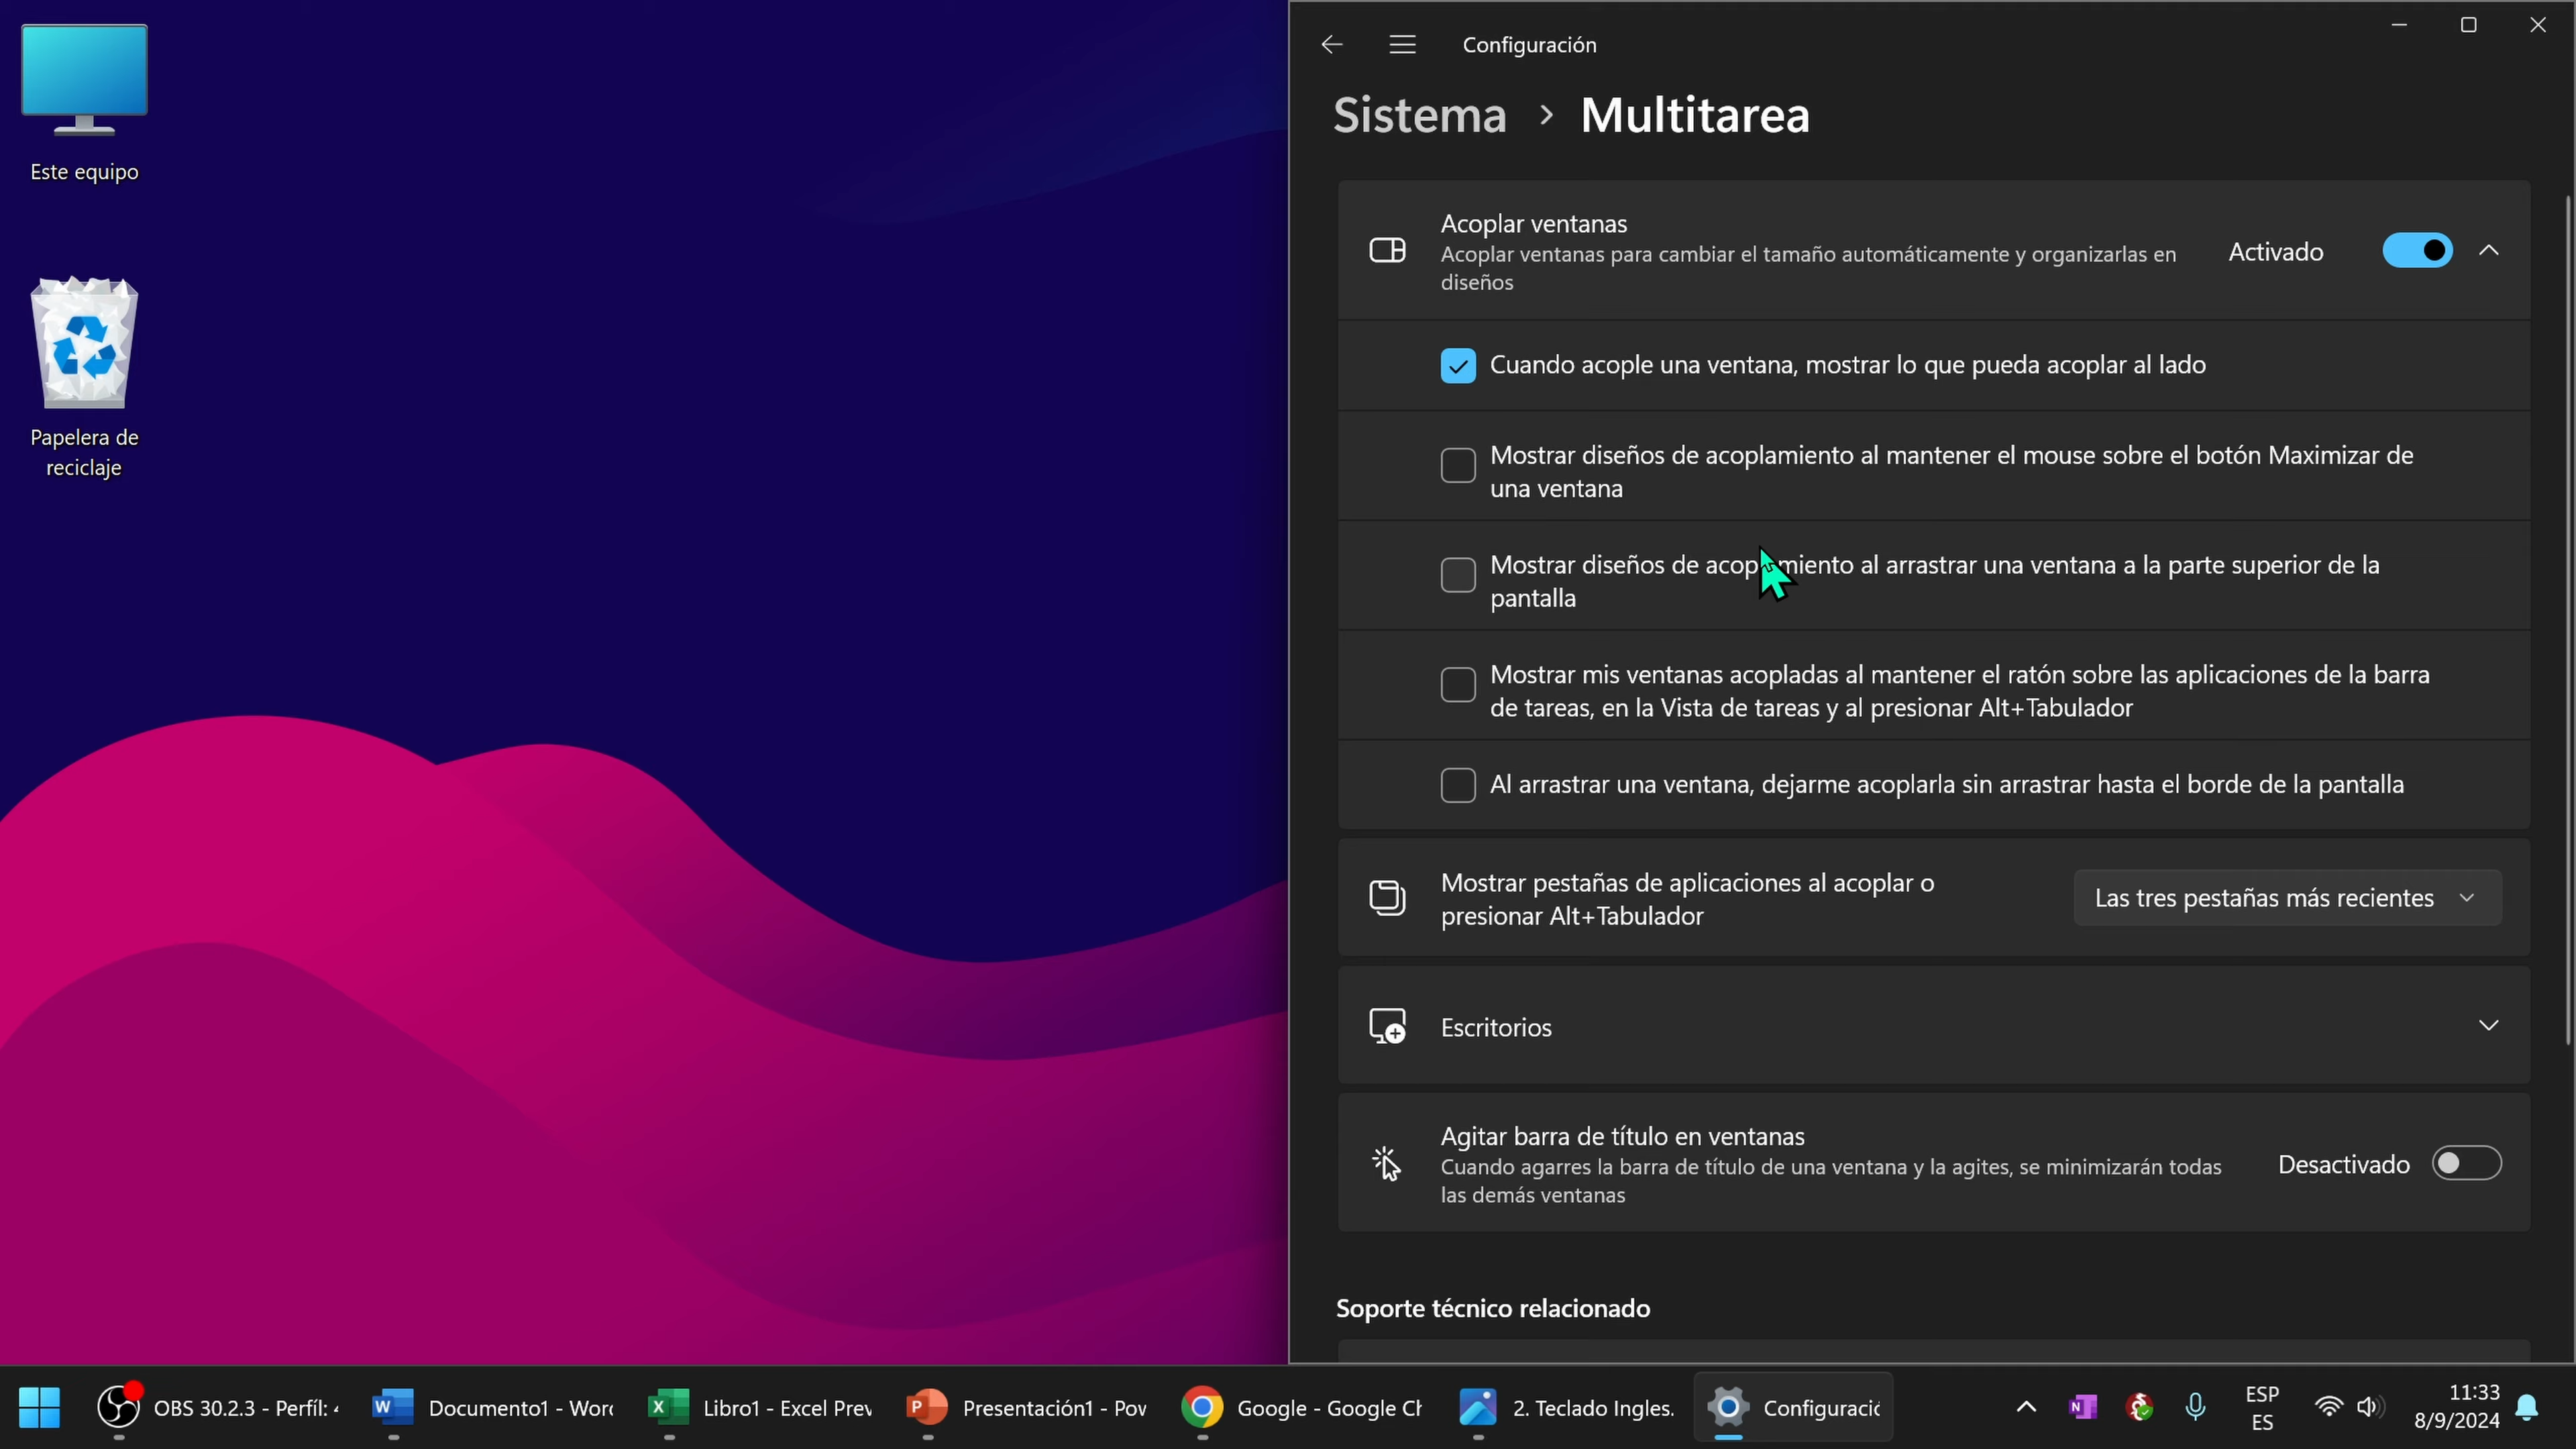 Este equipo
Papelera de
reciclaje
Configuración
Sistema > Multitarea
Acoplar ventanas
Acoplar ventanas para cambiar el tamaño automáticamente y organizarlas en
diseños
Activado
Cuando acople una ventana, mostrar lo que pueda acoplar al lado
Mostrar diseños de acoplamiento al mantener el mouse sobre el botón Maximizar de
una ventana
Mostrar diseños de acoplamiento al arrastrar una ventana a la parte superior de la
pantalla
Mostrar mis ventanas acopladas al mantener el ratón sobre las aplicaciones de la barra
de tareas, en la Vista de tareas y al presionar Alt+Tabulador
Al arrastrar una ventana, dejarme acoplarla sin arrastrar hasta el borde de la pantalla
Mostrar pestañas de aplicaciones al acoplar o
presionar Alt+Tabulador
Las tres pestañas más recientes
Escritorios
Agitar barra de título en ventanas
Cuando agarres la barra de título de una ventana y la agites, se minimizarán todas
las demás ventanas
Desactivado
Soporte técnico relacionado
OBS 30.2.3 - Perfíl:
Documento1 - Word
Libro1 - Excel Prev
Presentación1 - Pow
Google - Google Ch
2. Teclado Ingles.
Configuració
ESP
ES
11:33
8/9/2024